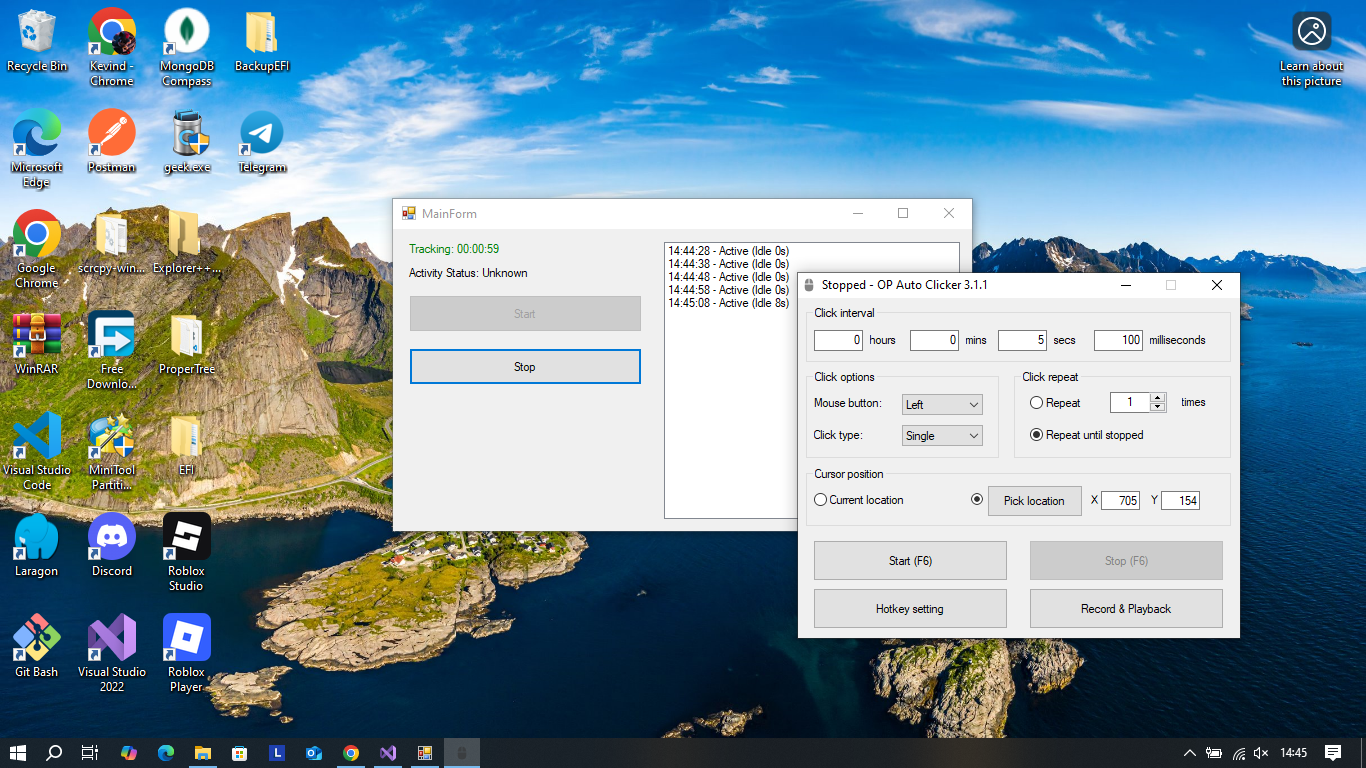 Recycle Bin
Kevind -
Chrome
MongoDB
Compass
BackupEFI
Learn about
this picture
Microsoft
Edge
Postman
geek.exe
Telegram
Google
Chrome
scrcpy-win...
Explorer++...
WinRAR
Free
Downlo...
ProperTree
Visual Studio
Code
MiniTool
Partiti...
EFI
Laragon
Discord
Roblox
Studio
Git Bash
Visual Studio
2022
Roblox
Player
MainForm
Tracking: 00:00:59
Activity Status: Unknown
Start
Stop
14:44:28 - Active (Idle 0s)
14:44:38 - Active (Idle 0s)
14:44:48 - Active (Idle 0s)
14:44:58 - Active (Idle 0s)
14:45:08 - Active (Idle 8s)
Stopped - OP Auto Clicker 3.1.1
Click interval
0 hours 0 mins 5 secs 100 milliseconds
Click options
Mouse button: Left
Click type: Single
Click repeat
Repeat 1 times
Repeat until stopped
Cursor position
Current location Pick location X 705 Y 154
Start (F6) Stop (F6)
Hotkey setting Record & Playback
L
14:45